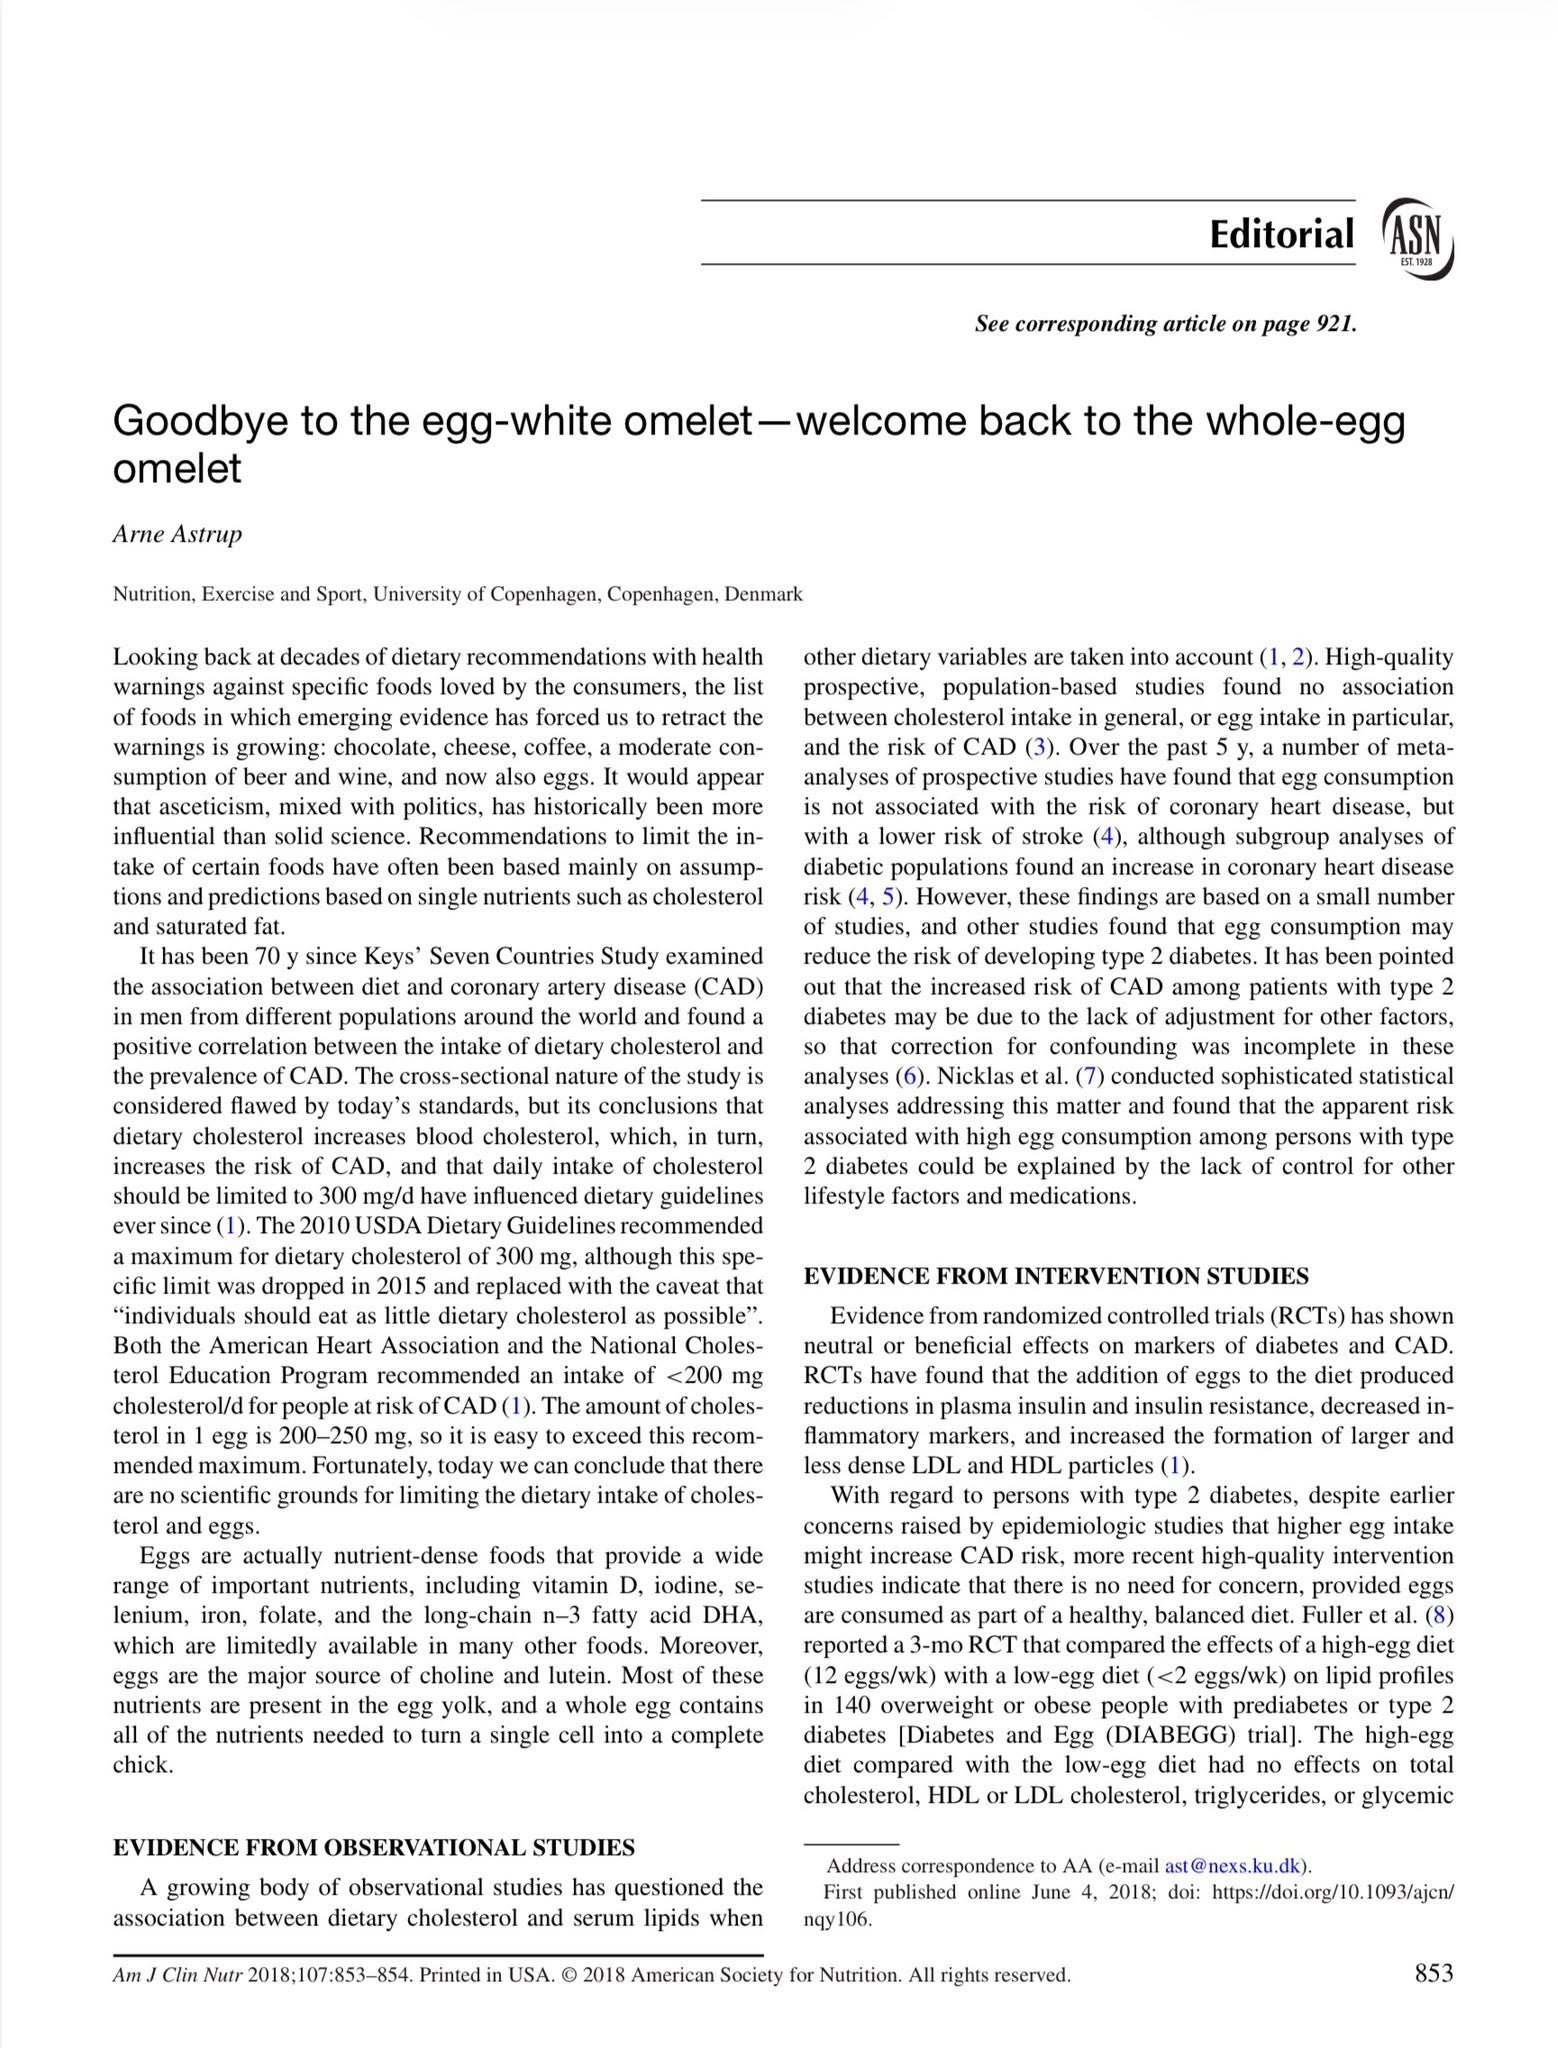 Editorial
ASN
EST. 1928
See corresponding article on page 921.
Goodbye to the egg-white omelet—welcome back to the whole-egg
omelet
Arne Astrup
Nutrition, Exercise and Sport, University of Copenhagen, Copenhagen, Denmark
Looking back at decades of dietary recommendations with health
warnings against specific foods loved by the consumers, the list
of foods in which emerging evidence has forced us to retract the
warnings is growing: chocolate, cheese, coffee, a moderate con-
sumption of beer and wine, and now also eggs. It would appear
that asceticism, mixed with politics, has historically been more
influential than solid science. Recommendations to limit the in-
take of certain foods have often been based mainly on assump-
tions and predictions based on single nutrients such as cholesterol
and saturated fat.
It has been 70 y since Keys’ Seven Countries Study examined
the association between diet and coronary artery disease (CAD)
in men from different populations around the world and found a
positive correlation between the intake of dietary cholesterol and
the prevalence of CAD. The cross-sectional nature of the study is
considered flawed by today’s standards, but its conclusions that
dietary cholesterol increases blood cholesterol, which, in turn,
increases the risk of CAD, and that daily intake of cholesterol
should be limited to 300 mg/d have influenced dietary guidelines
ever since (1). The 2010 USDA Dietary Guidelines recommended
a maximum for dietary cholesterol of 300 mg, although this spe-
cific limit was dropped in 2015 and replaced with the caveat that
“individuals should eat as little dietary cholesterol as possible”.
Both the American Heart Association and the National Choles-
terol Education Program recommended an intake of <200 mg
cholesterol/d for people at risk of CAD (1). The amount of choles-
terol in 1 egg is 200–250 mg, so it is easy to exceed this recom-
mended maximum. Fortunately, today we can conclude that there
are no scientific grounds for limiting the dietary intake of choles-
terol and eggs.
Eggs are actually nutrient-dense foods that provide a wide
range of important nutrients, including vitamin D, iodine, se-
lenium, iron, folate, and the long-chain n–3 fatty acid DHA,
which are limitedly available in many other foods. Moreover,
eggs are the major source of choline and lutein. Most of these
nutrients are present in the egg yolk, and a whole egg contains
all of the nutrients needed to turn a single cell into a complete
chick.
EVIDENCE FROM OBSERVATIONAL STUDIES
A growing body of observational studies has questioned the
association between dietary cholesterol and serum lipids when
other dietary variables are taken into account (1, 2). High-quality
prospective, population-based studies found no association
between cholesterol intake in general, or egg intake in particular,
and the risk of CAD (3). Over the past 5 y, a number of meta-
analyses of prospective studies have found that egg consumption
is not associated with the risk of coronary heart disease, but
with a lower risk of stroke (4), although subgroup analyses of
diabetic populations found an increase in coronary heart disease
risk (4, 5). However, these findings are based on a small number
of studies, and other studies found that egg consumption may
reduce the risk of developing type 2 diabetes. It has been pointed
out that the increased risk of CAD among patients with type 2
diabetes may be due to the lack of adjustment for other factors,
so that correction for confounding was incomplete in these
analyses (6). Nicklas et al. (7) conducted sophisticated statistical
analyses addressing this matter and found that the apparent risk
associated with high egg consumption among persons with type
2 diabetes could be explained by the lack of control for other
lifestyle factors and medications.
EVIDENCE FROM INTERVENTION STUDIES
Evidence from randomized controlled trials (RCTs) has shown
neutral or beneficial effects on markers of diabetes and CAD.
RCTs have found that the addition of eggs to the diet produced
reductions in plasma insulin and insulin resistance, decreased in-
flammatory markers, and increased the formation of larger and
less dense LDL and HDL particles (1).
With regard to persons with type 2 diabetes, despite earlier
concerns raised by epidemiologic studies that higher egg intake
might increase CAD risk, more recent high-quality intervention
studies indicate that there is no need for concern, provided eggs
are consumed as part of a healthy, balanced diet. Fuller et al. (8)
reported a 3-mo RCT that compared the effects of a high-egg diet
(12 eggs/wk) with a low-egg diet (<2 eggs/wk) on lipid profiles
in 140 overweight or obese people with prediabetes or type 2
diabetes [Diabetes and Egg (DIABEGG) trial]. The high-egg
diet compared with the low-egg diet had no effects on total
cholesterol, HDL or LDL cholesterol, triglycerides, or glycemic
Address correspondence to AA (e-mail ast@nexs.ku.dk).
First published online June 4, 2018; doi: https://doi.org/10.1093/ajcn/
nqy106.
Am J Clin Nutr 2018;107:853–854. Printed in USA. © 2018 American Society for Nutrition. All rights reserved.
853